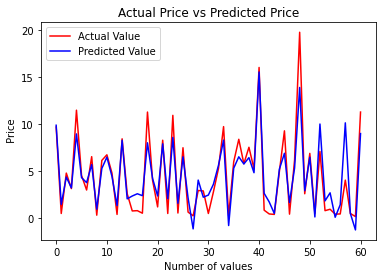 Actual Price vs Predicted Price
Actual Value
Predicted Value
Price
20
15
10
5
0
0 10 20 30 40 50 60
Number of values